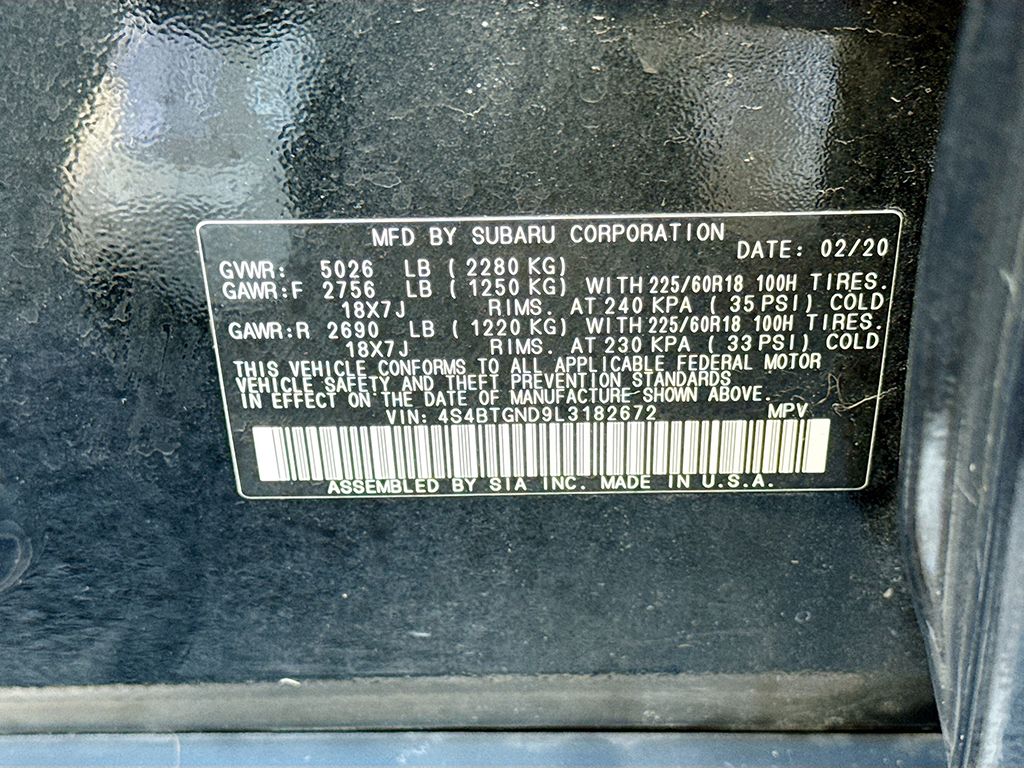 MFD BY SUBARU CORPORATION DATE: 02/20
GVWR: 5026 LB ( 2280 KG)
GAWR:F 2756 LB ( 1250 KG) WITH 225/60R18 100H TIRES.
18X7J RIMS. AT 240 KPA ( 35 PSI) COLD
GAWR:R 2690 LB ( 1220 KG) WITH 225/60R18 100H TIRES.
18X7J RIMS. AT 230 KPA ( 33 PSI) COLD
THIS VEHICLE CONFORMS TO ALL APPLICABLE FEDERAL MOTOR
VEHICLE SAFETY AND THEFT PREVENTION STANDARDS
IN EFFECT ON THE DATE OF MANUFACTURE SHOWN ABOVE.
VIN: 4S4BTGND9L3182672 MPV
ASSEMBLED BY SIA INC. MADE IN U.S.A.